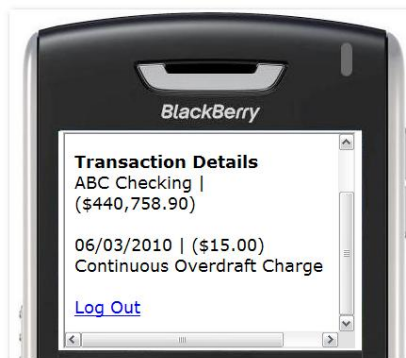 BlackBerry
Transaction Details
ABC Checking |
($440,758.90)
06/03/2010 | ($15.00)
Continuous Overdraft Charge
Log Out